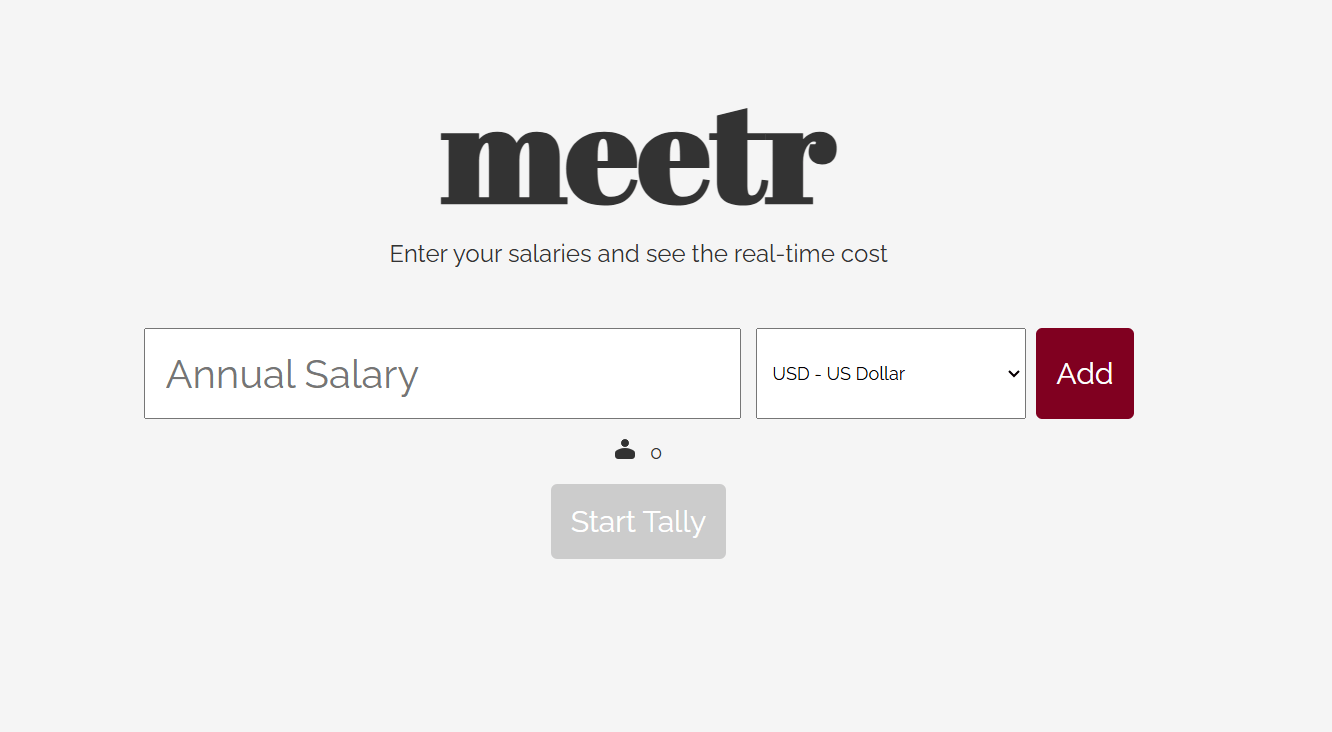 meetr
Enter your salaries and see the real-time cost
Annual Salary
USD - US Dollar
Add
0
Start Tally